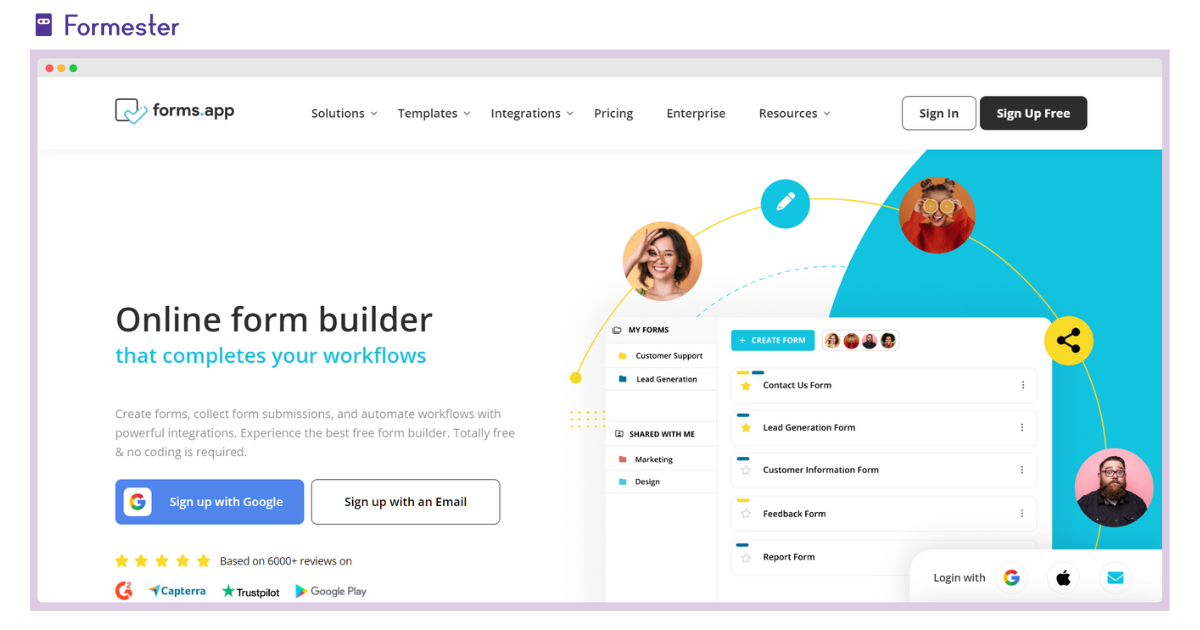 Formester
forms.app
Solutions
Templates
Integrations
Pricing
Enterprise
Resources
Sign In
Sign Up Free
Online form builder
that completes your workflows
Create forms, collect form submissions, and automate workflows with
powerful integrations. Experience the best free form builder. Totally free
& no coding is required.
Sign up with Google
Sign up with an Email
Based on 6000+ reviews on
Capterra
Trustpilot
Google Play
MY FORMS
Customer Support
Lead Generation
SHARED WITH ME
Marketing
Design
+ CREATE FORM
Contact Us Form
Lead Generation Form
Customer Information Form
Feedback Form
Report Form
Login with